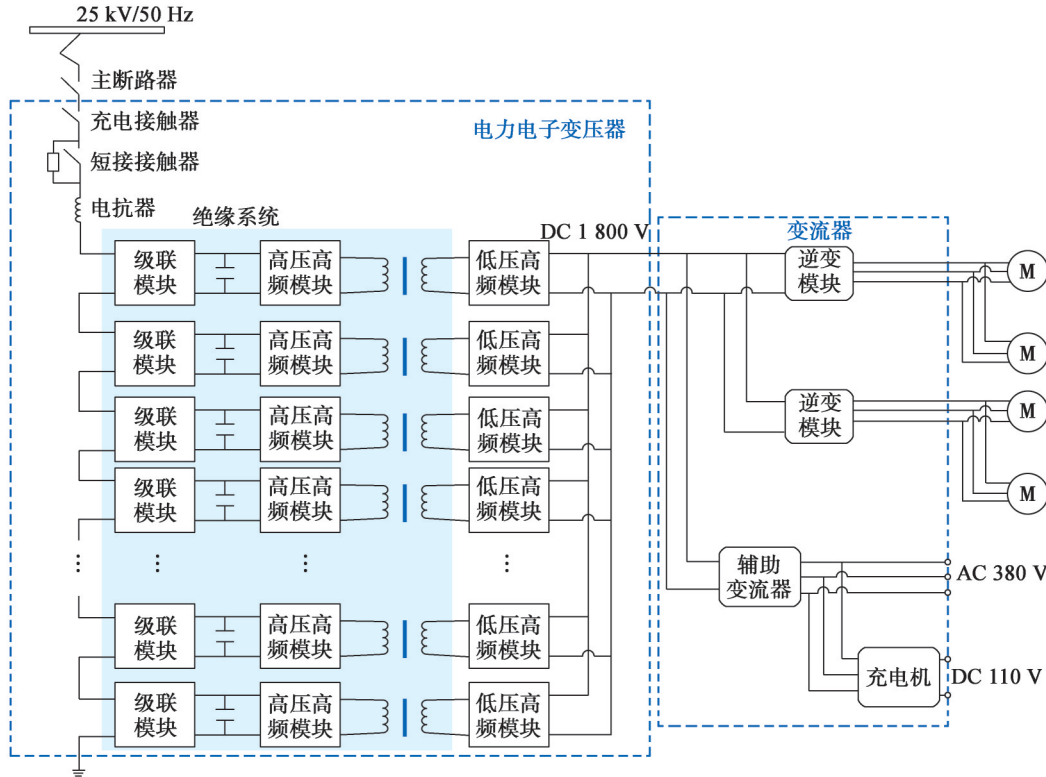 25 kV/50 Hz
主断路器
充电接触器
电力电子变压器
短接接触器
电抗器
绝缘系统
DC 1 800 V
变流器
级联
模块
高压高
频模块
低压高
频模块
逆变
模块
M
级联
模块
高压高
频模块
低压高
频模块
M
级联
模块
高压高
频模块
低压高
频模块
逆变
模块
M
级联
模块
高压高
频模块
低压高
频模块
M
…
…
…
…
辅助
变流器
AC 380 V
级联
模块
高压高
频模块
低压高
频模块
充电机
DC 110 V
级联
模块
高压高
频模块
低压高
频模块